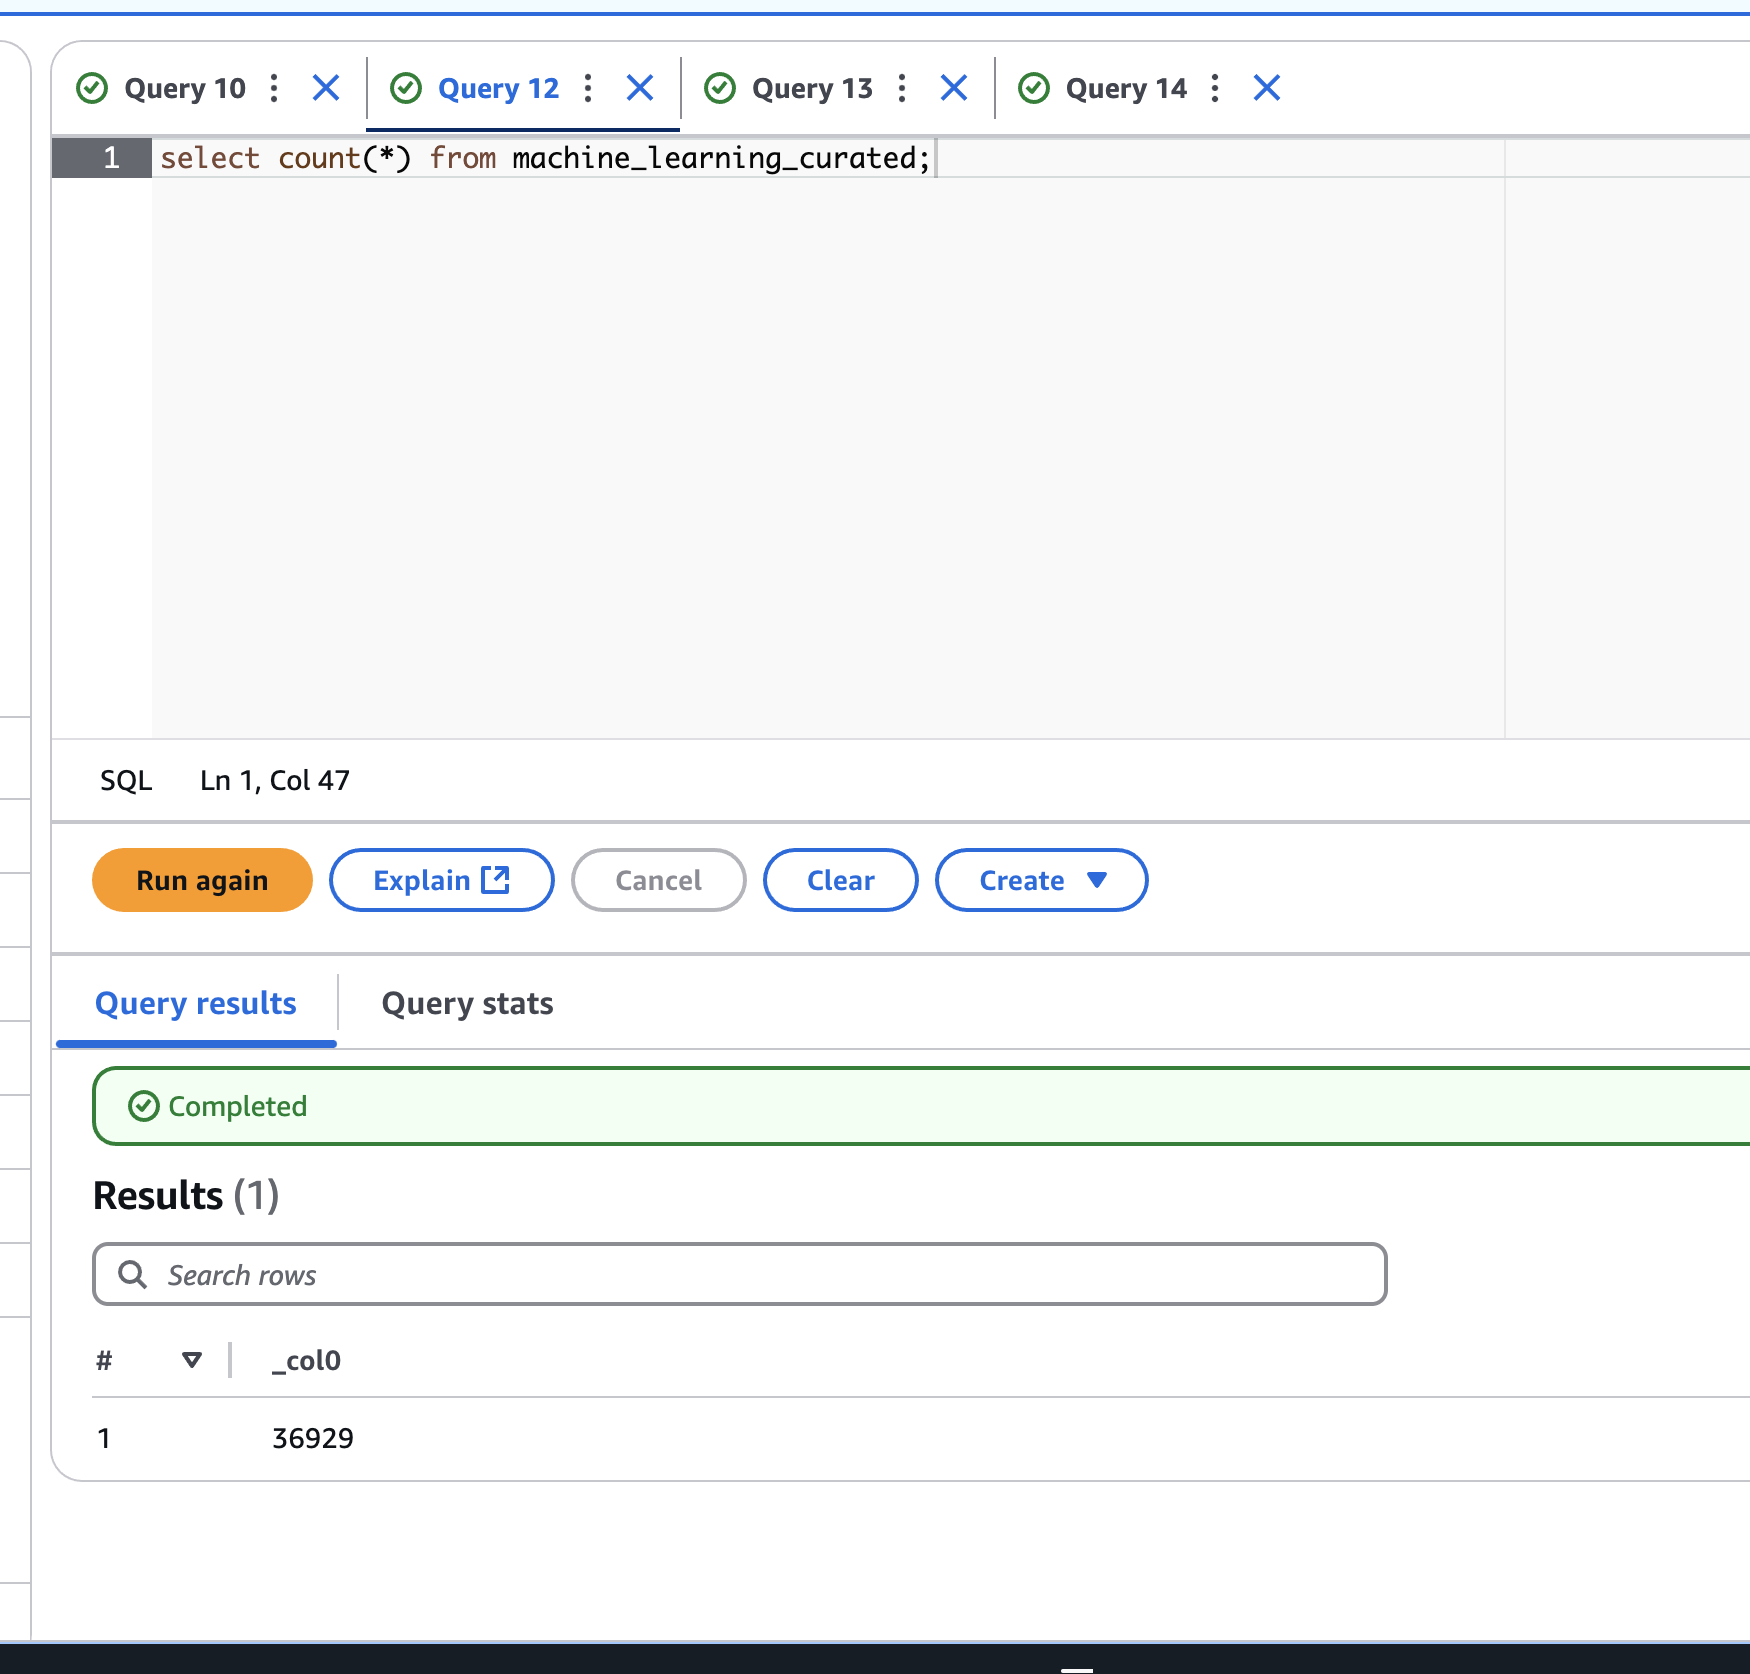 Query 10 Query 12 Query 13 Query 14
1 select count(*) from machine_learning_curated;
SQL Ln 1, Col 47
Run again Explain Cancel Clear Create
Query results Query stats
Completed
Results (1)
Search rows
# _col0
1 36929